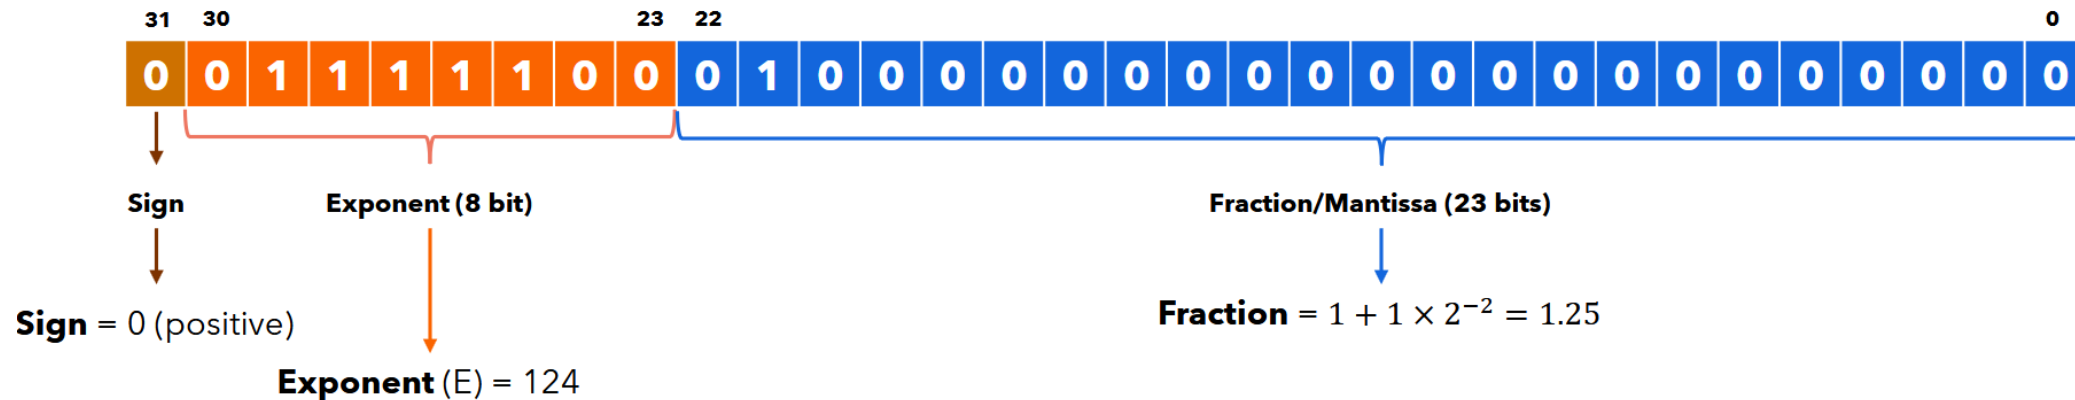 31 30 23 22 0
0 0 1 1 1 1 1 0 0 0 1 0 0 0 0 0 0 0 0 0 0 0 0 0 0 0 0 0 0 0 0 0
Sign Exponent (8 bit) Fraction/Mantissa (23 bits)
Sign = 0 (positive)
Fraction = 1 + 1 × 2⁻² = 1.25
Exponent (E) = 124